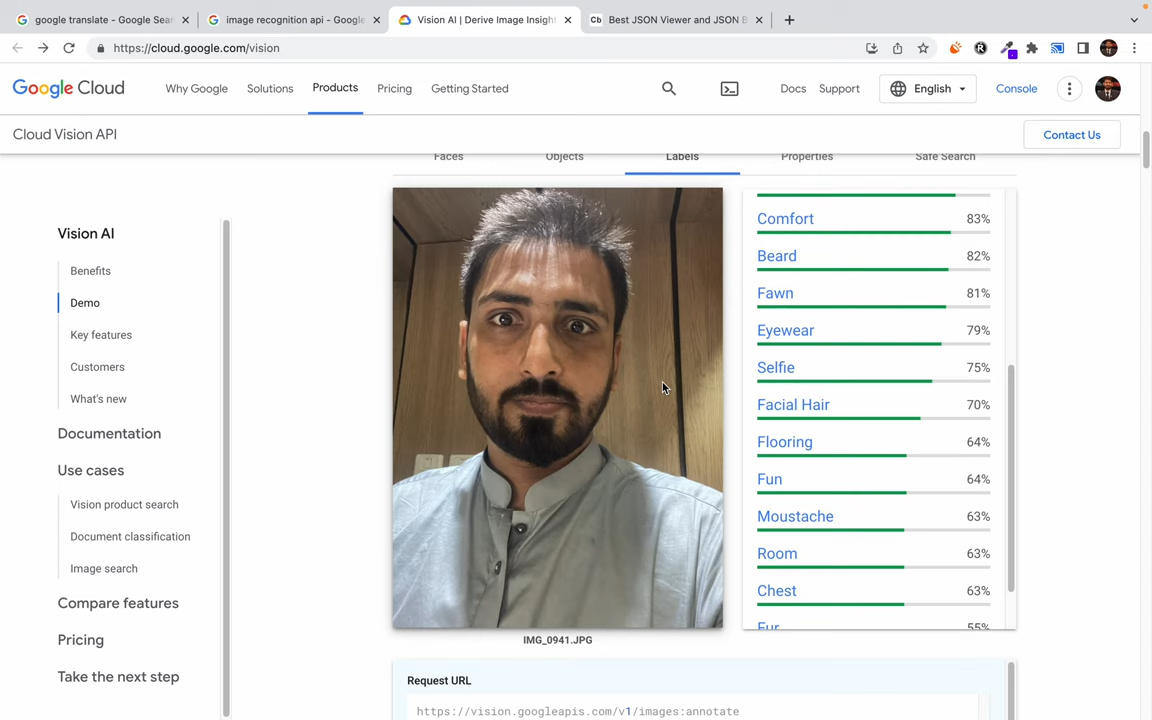 google translate - Google Sear
image recognition api - Google
Vision AI | Derive Image Insight
Cb Best JSON Viewer and JSON B
https://cloud.google.com/vision
Google Cloud
Why Google
Solutions
Products
Pricing
Getting Started
Docs
Support
English
Console
Cloud Vision API
Contact Us
Faces
Objects
Labels
Properties
Safe Search
Vision AI
Benefits
Demo
Key features
Customers
What's new
Documentation
Use cases
Vision product search
Document classification
Image search
Compare features
Pricing
Take the next step
Comfort 83%
Beard 82%
Fawn 81%
Eyewear 79%
Selfie 75%
Facial Hair 70%
Flooring 64%
Fun 64%
Moustache 63%
Room 63%
Chest 63%
Fur 55%
IMG_0941.JPG
Request URL
https://vision.googleapis.com/v1/images:annotate